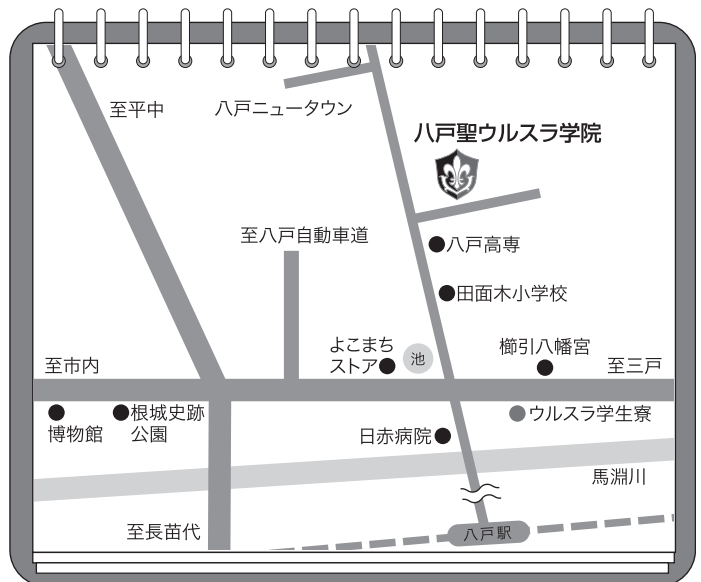 至平中
八戸ニュータウン
八戸聖ウルスラ学院
至八戸自動車道
八戸高専
田面木小学校
よこまち
ストア
池
櫛引八幡宮
至市内
至三戸
博物館
根城史跡
公園
日赤病院
ウルスラ学生寮
馬淵川
至長苗代
八戸駅